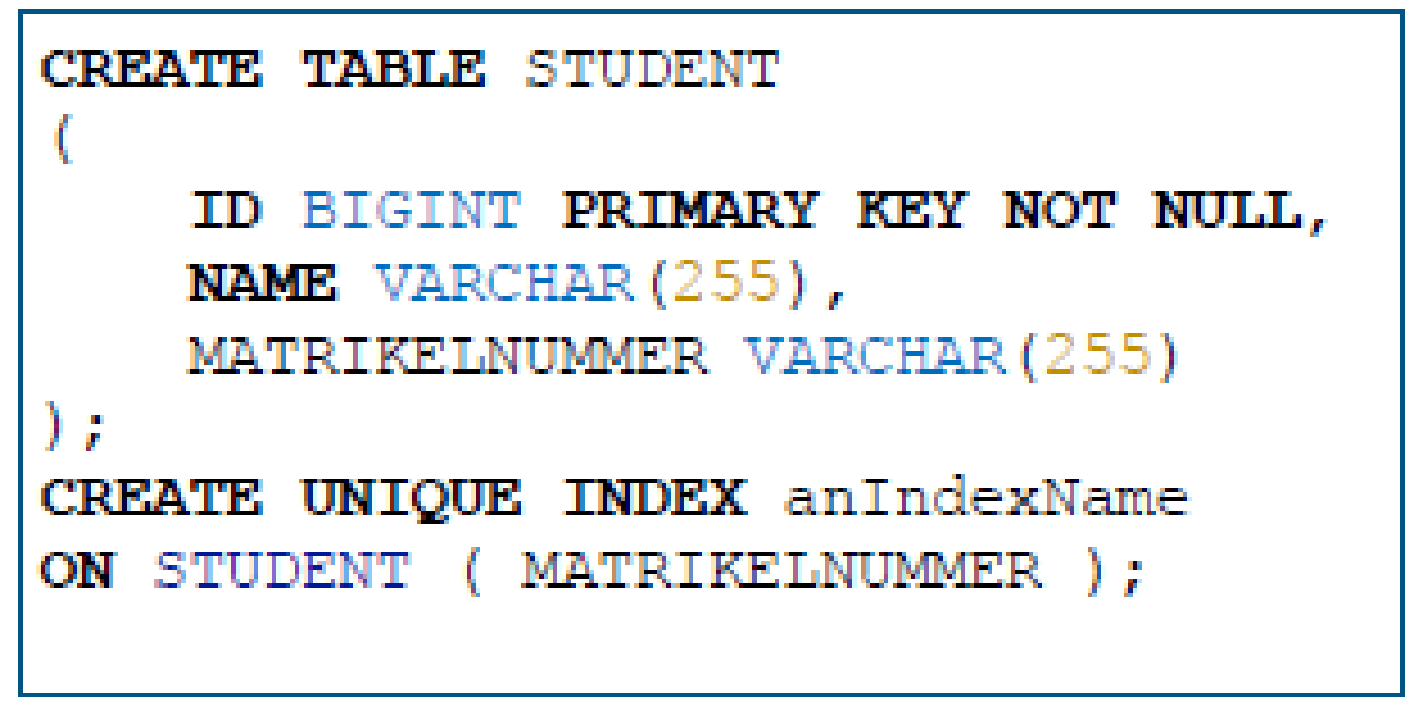 CREATE TABLE STUDENT
(
ID BIGINT PRIMARY KEY NOT NULL,
NAME VARCHAR(255),
MATRIKELNUMMER VARCHAR(255)
);
CREATE UNIQUE INDEX anIndexName
ON STUDENT ( MATRIKELNUMMER );